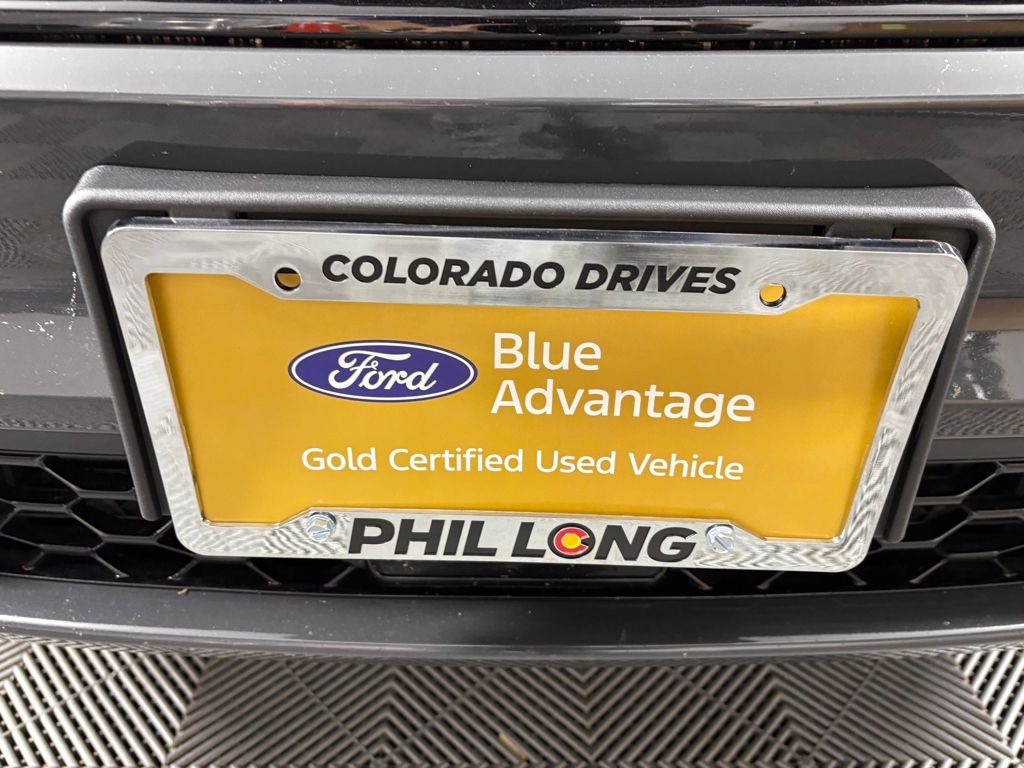 COLORADO DRIVES
Ford
Blue
Advantage
Gold Certified Used Vehicle
PHIL LONG